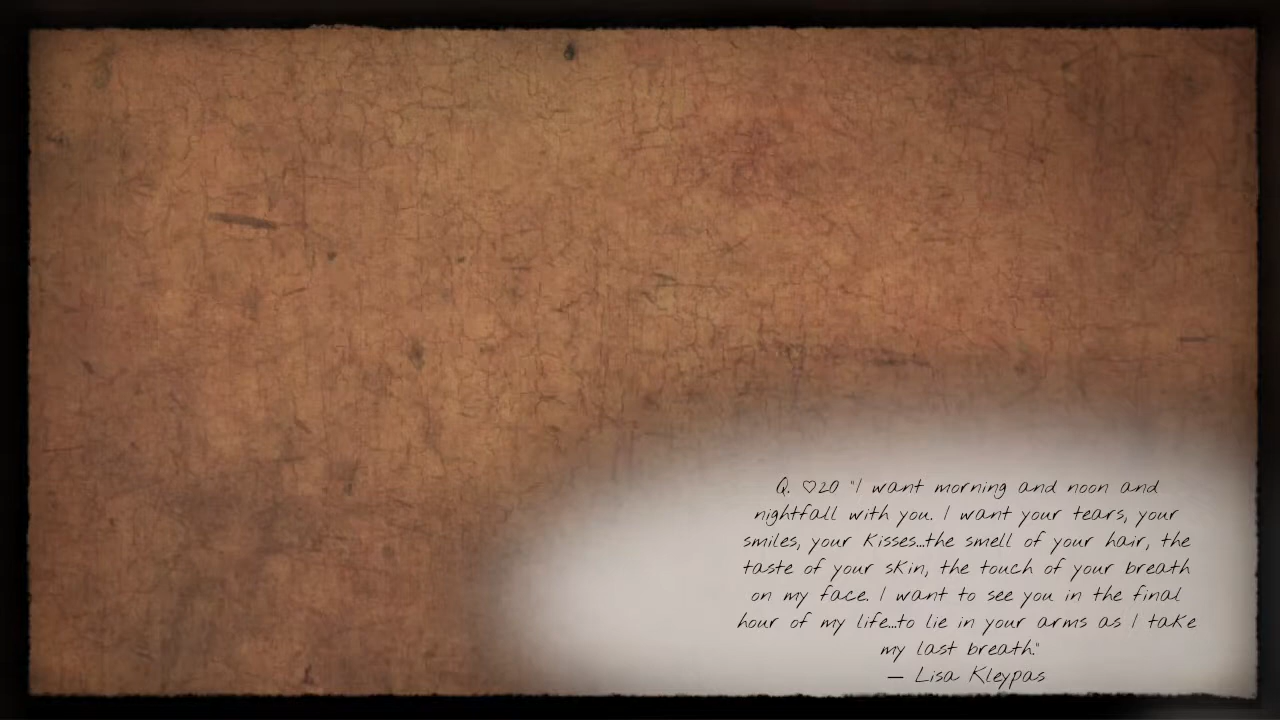 Q. ♡20 "I want morning and noon and
nightfall with you. I want your tears, your
smiles, your kisses...the smell of your hair, the
taste of your skin, the touch of your breath
on my face. I want to see you in the final
hour of my life...to lie in your arms as I take
my last breath."
— Lisa Kleypas